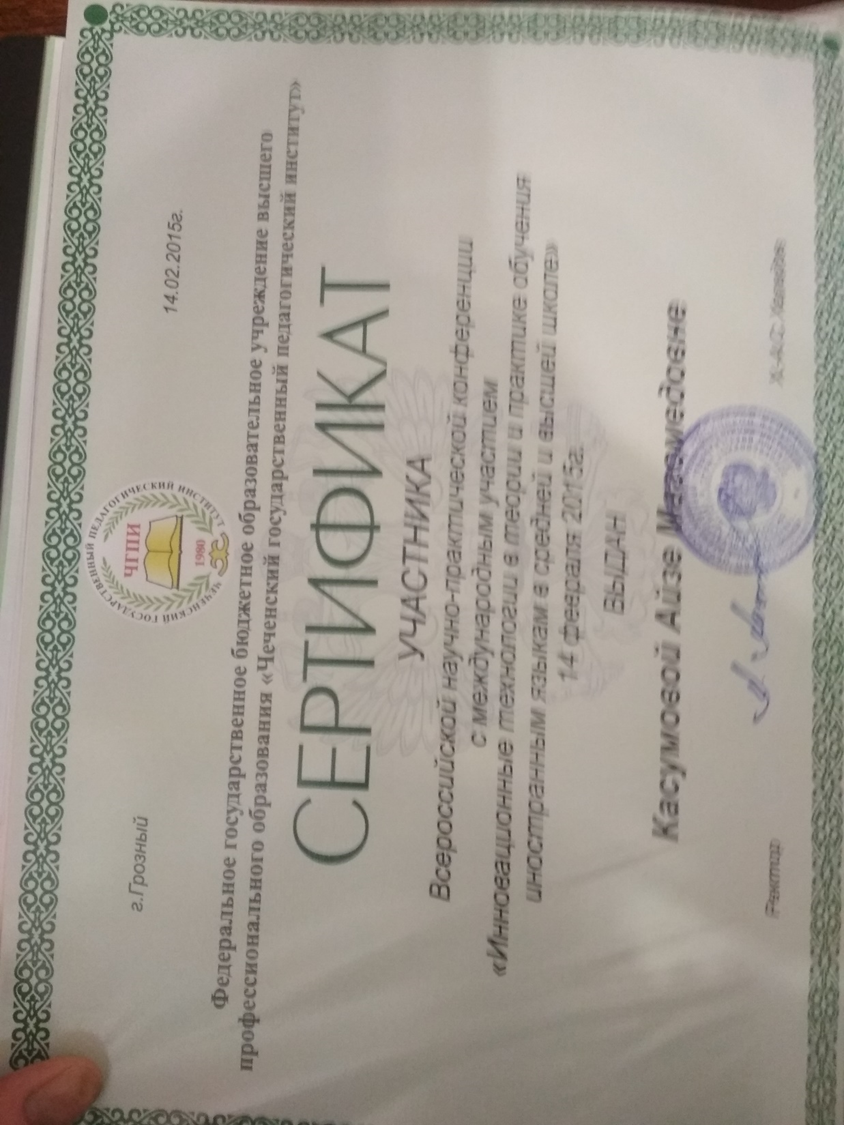 г.Грозный
14.02.2015г.
ЧЕЧЕНСКИЙ ГОСУДАРСТВЕННЫЙ ПЕДАГОГИЧЕСКИЙ ИНСТИТУТ
ЧГПИ
1980
Федеральное государственное бюджетное образовательное учреждение высшего
профессионального образования «Чеченский государственный педагогический институт»
СЕРТИФИКАТ
УЧАСТНИКА
Всероссийской научно-практической конференции
с международным участием
«Инновационные технологии в теории и практике обучения
иностранным языкам в средней и высшей школе»
14 февраля 2015г.
ВЫДАН
Касумовой Айзе Магомедовне
Ректор